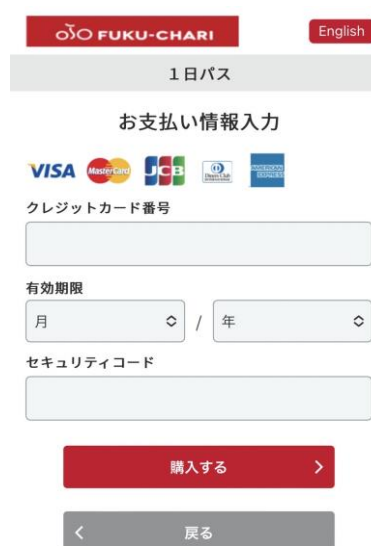 FUKU-CHARI
English
1日パス
お支払い情報入力
VISA MasterCard JCB Diners Club AMERICAN EXPRESS
クレジットカード番号
有効期限
月 / 年
セキュリティコード
購入する
戻る